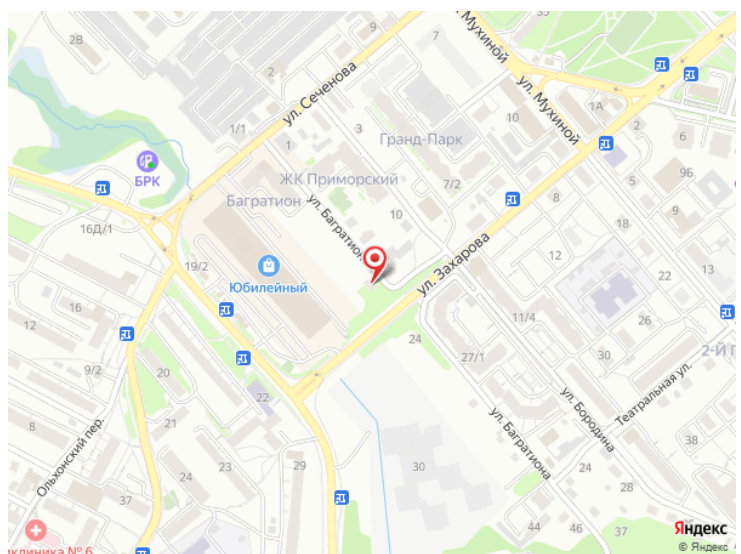 2В
ул. Сеченова
9
2
7
ул. Мухиной
ул. Мухиной
1А
2
6
1/1
1
Гранд-Парк
10
БРК
ЖК Приморский
7/2
9Б
Багратион
ул. Багратиона
10
8
18
9
16Д/1
ул. Захарова
12
22
13
19/2
Юбилейный
11/4
26
12
16
24
27/1
30
2-й П
20
9/2
22
ул. Бородина
Театральная ул.
8
Ольхонский пер.
21
24
23
29
30
ул. Багратиона
38
24
37
28
44
46
37
иклиника № 6
Яндекс
© Яндекс